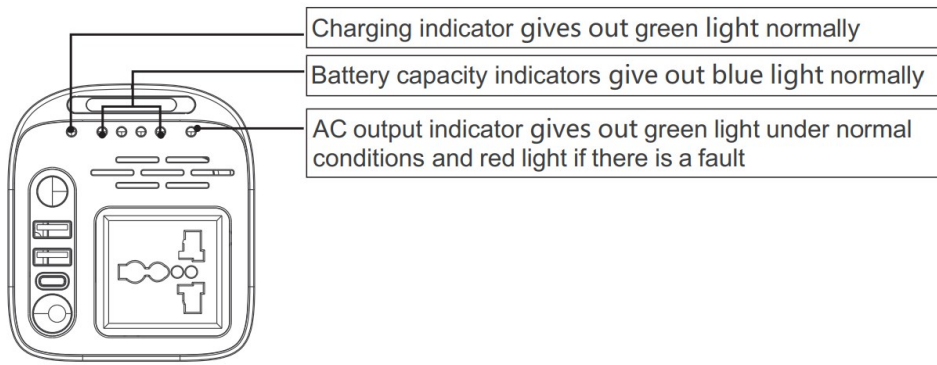 Charging indicator gives out green light normally
Battery capacity indicators give out blue light normally
AC output indicator gives out green light under normal
conditions and red light if there is a fault